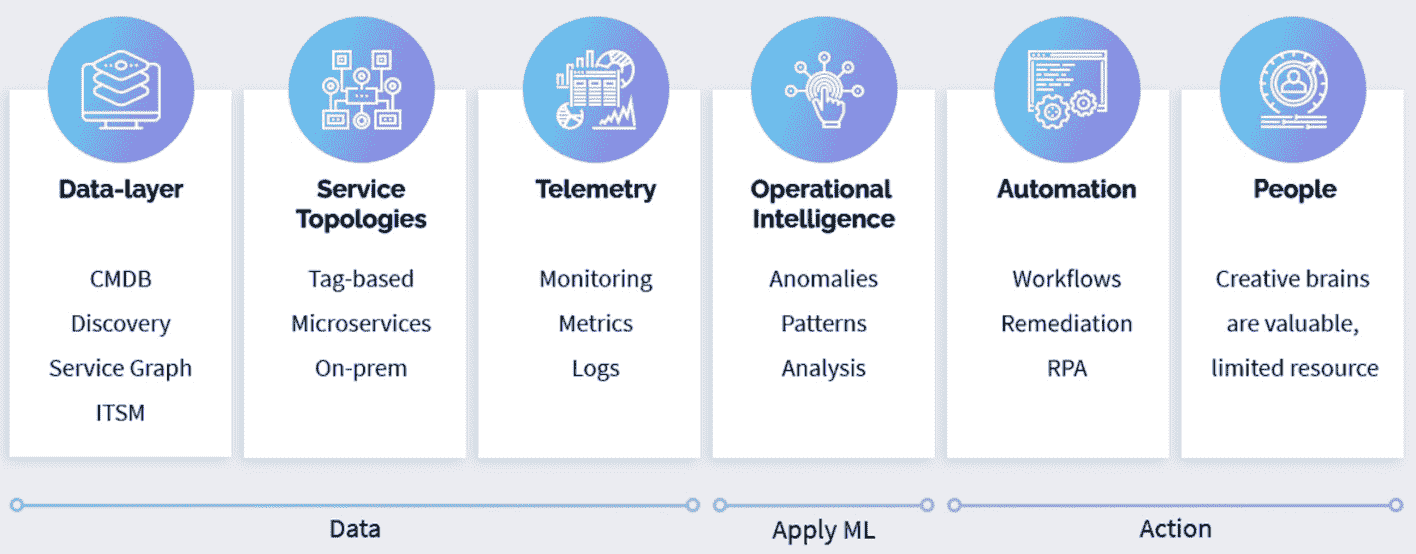 Data-layer
CMDB
Discovery
Service Graph
ITSM
Service
Topologies
Tag-based
Microservices
On-prem
Telemetry
Monitoring
Metrics
Logs
Operational
Intelligence
Anomalies
Patterns
Analysis
Automation
Workflows
Remediation
RPA
People
Creative brains
are valuable,
limited resource
Data
Apply ML
Action